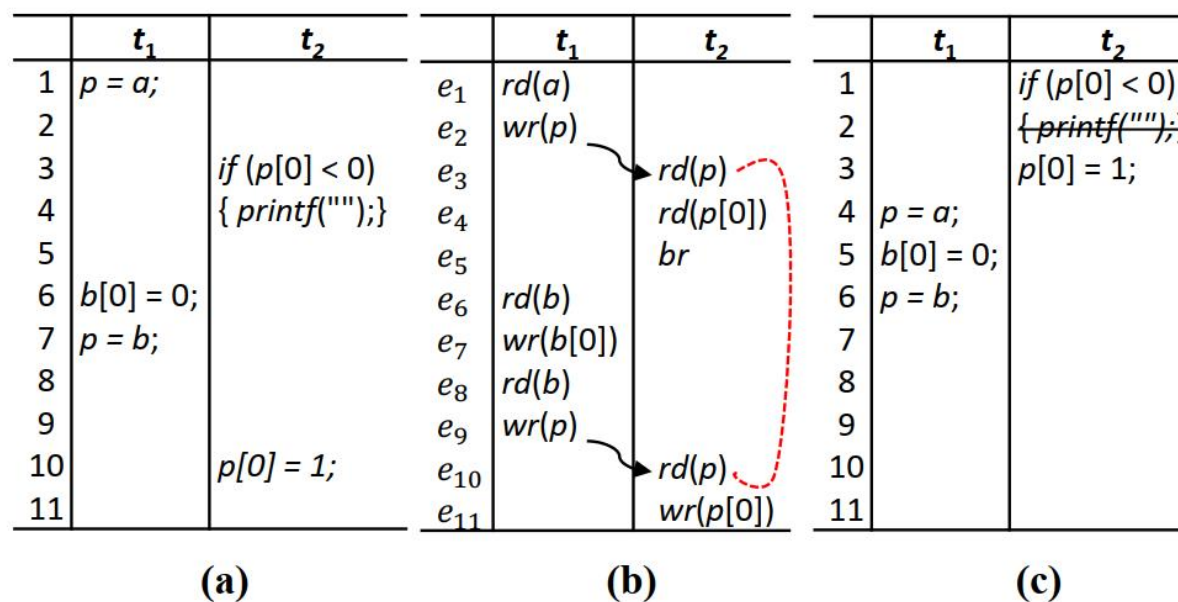 t₁ t₂
1 p = a;
2
3 if (p[0] < 0)
4 { printf("");}
5
6 b[0] = 0;
7 p = b;
8
9
10 p[0] = 1;
11
(a)
t₁ t₂
e₁ rd(a)
e₂ wr(p)
e₃ rd(p)
e₄ rd(p[0])
e₅ br
e₆ rd(b)
e₇ wr(b[0])
e₈ rd(b)
e₉ wr(p)
e₁₀ rd(p)
e₁₁ wr(p[0])
(b)
t₁ t₂
1 if (p[0] < 0)
2 { printf("");}
3 p[0] = 1;
4 p = a;
5 b[0] = 0;
6 p = b;
7
8
9
10
11
(c)